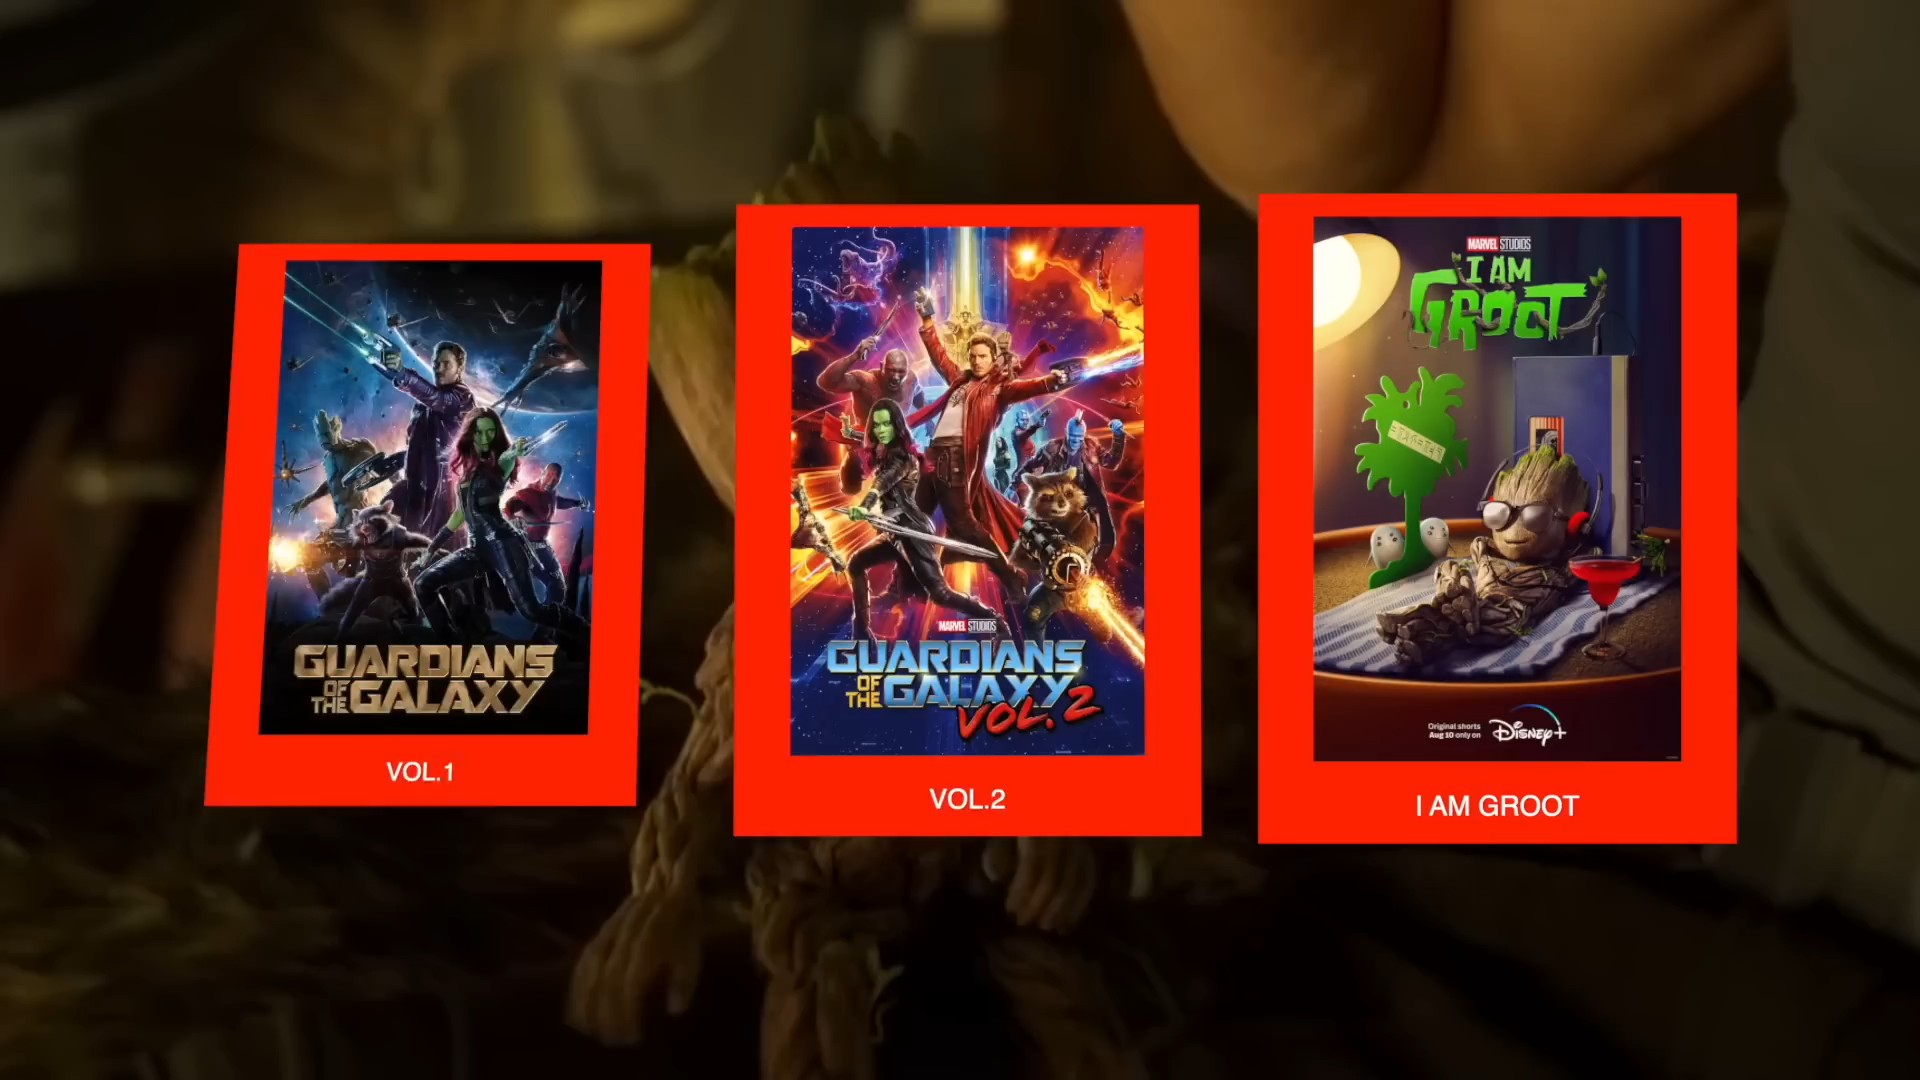 GUARDIANS
OF
THE GALAXY
VOL.1
MARVEL STUDIOS
GUARDIANS
OF
THE GALAXY
VOL. 2
VOL.2
MARVEL STUDIOS
I AM
GROOT
Original shorts
Aug 10 only on
Disney+
I AM GROOT